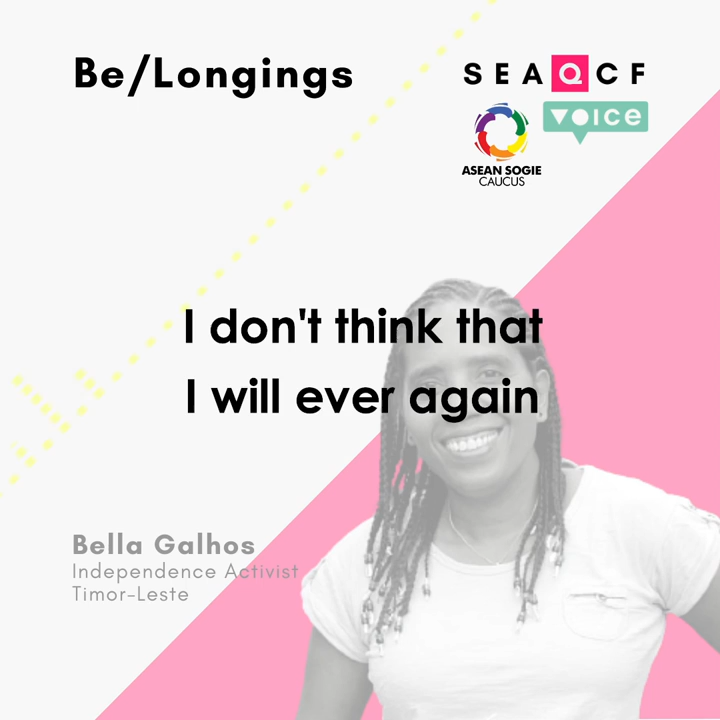 Be/Longings
SEAQCF
VOICE
ASEAN SOGIE
CAUCUS
I don't think that
I will ever again
Bella Galhos
Independence Activist
Timor-Leste